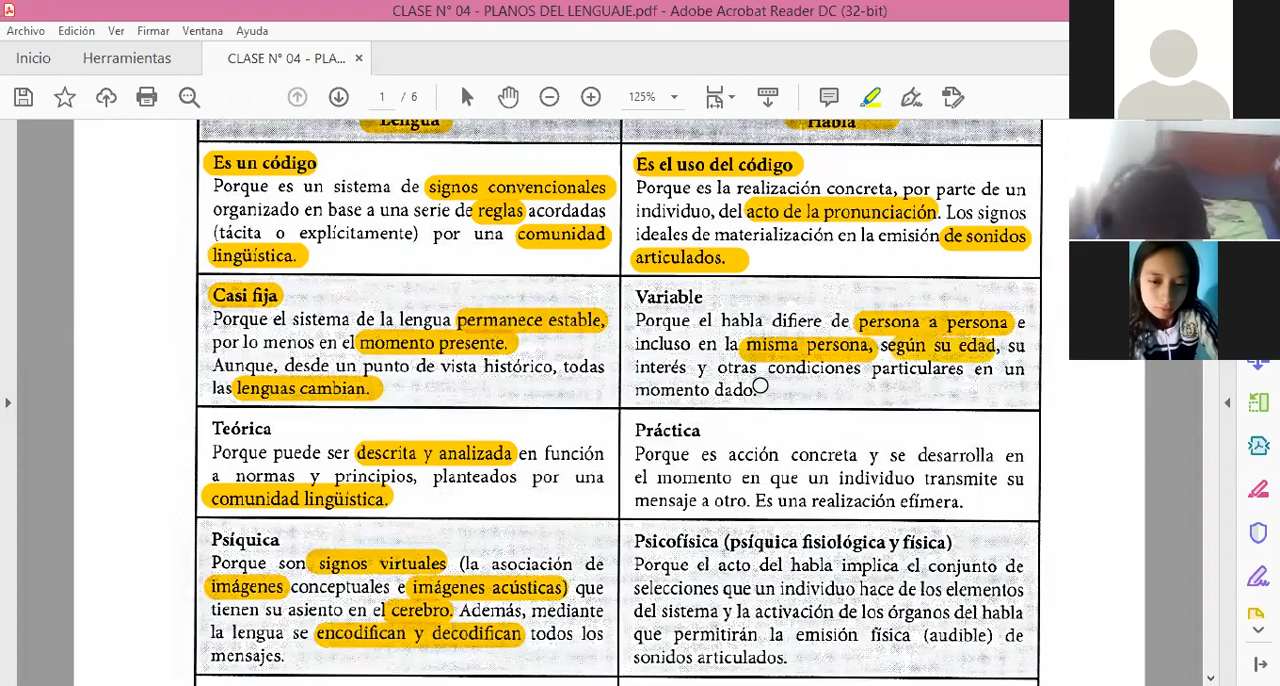 CLASE N° 04 - PLANOS DEL LENGUAJE.pdf - Adobe Acrobat Reader DC (32-bit)
Archivo Edición Ver Firmar Ventana Ayuda
Inicio Herramientas CLASE N° 04 - PLA... ×
1 / 6 125%
Lengua
Es un código
Porque es un sistema de signos convencionales
organizado en base a una serie de reglas acordadas
(tácita o explícitamente) por una comunidad
lingüística.
Habla
Es el uso del código
Porque es la realización concreta, por parte de un
individuo, del acto de la pronunciación. Los signos
ideales de materialización en la emisión de sonidos
articulados.
Casi fija
Porque el sistema de la lengua permanece estable,
por lo menos en el momento presente.
Aunque, desde un punto de vista histórico, todas
las lenguas cambian.
Variable
Porque el habla difiere de persona a persona e
incluso en la misma persona, según su edad, su
interés y otras condiciones particulares en un
momento dado.
Teórica
Porque puede ser descrita y analizada en función
a normas y principios, planteados por una
comunidad lingüística.
Práctica
Porque es acción concreta y se desarrolla en
el momento en que un individuo transmite su
mensaje a otro. Es una realización efímera.
Psíquica
Porque son signos virtuales (la asociación de
imágenes conceptuales e imágenes acústicas) que
tienen su asiento en el cerebro. Además, mediante
la lengua se encodifican y decodifican todos los
mensajes.
Psicofísica (psíquica fisiológica y física)
Porque el acto del habla implica el conjunto de
selecciones que un individuo hace de los elementos
del sistema y la activación de los órganos del habla
que permitirán la emisión física (audible) de
sonidos articulados.